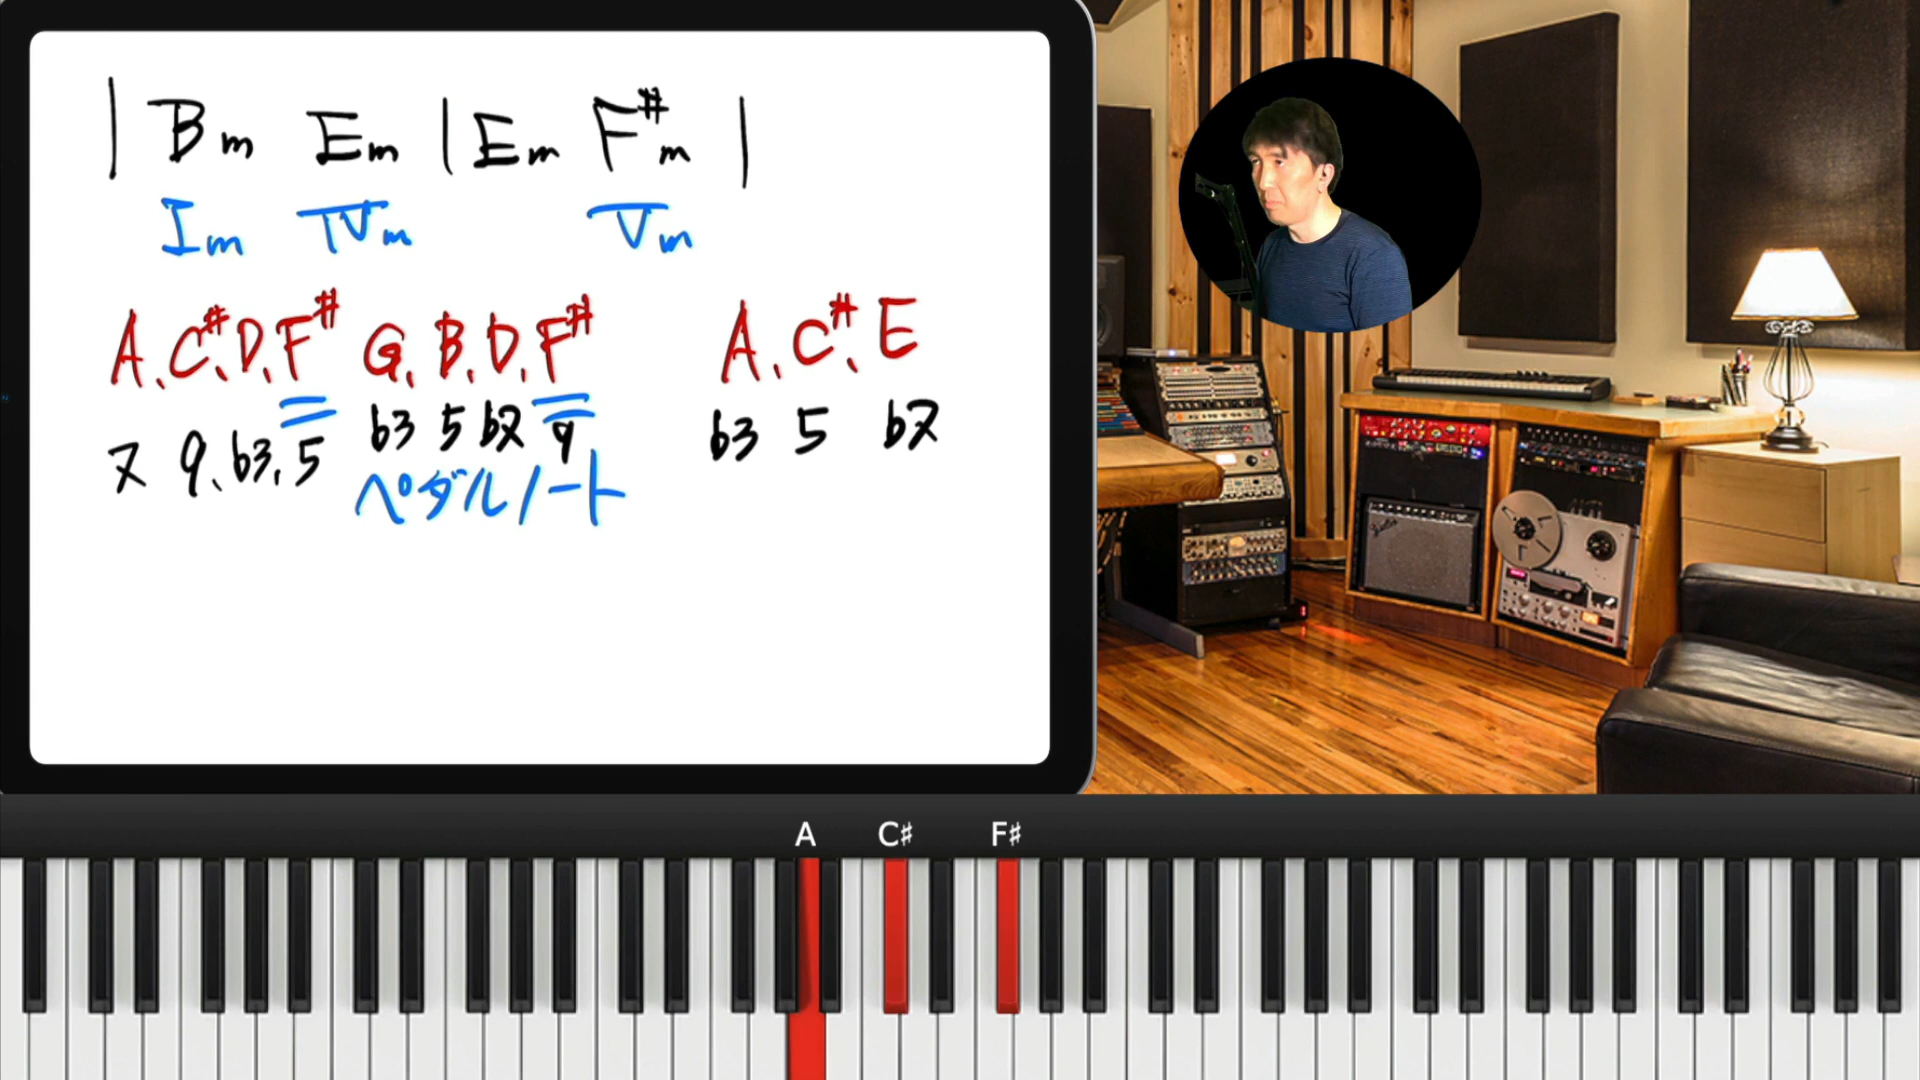 | Bm Em | Em F#m |
Im IVm Vm
A, C#, D, F# G, B, D, F# A, C#, E
7 9, b3, 5 b3 5 b7 9 b3 5 b7
ペダルノート
Fender
A C♯ F♯